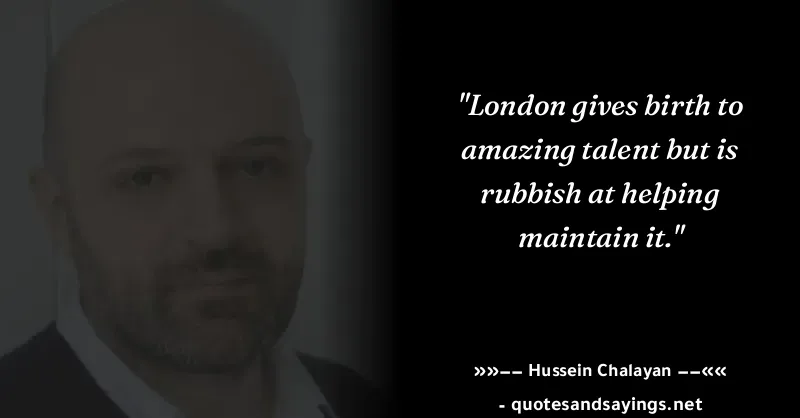 "London gives birth to
amazing talent but is
rubbish at helping
maintain it."
»»−− Hussein Chalayan −−««
- quotesandsayings.net